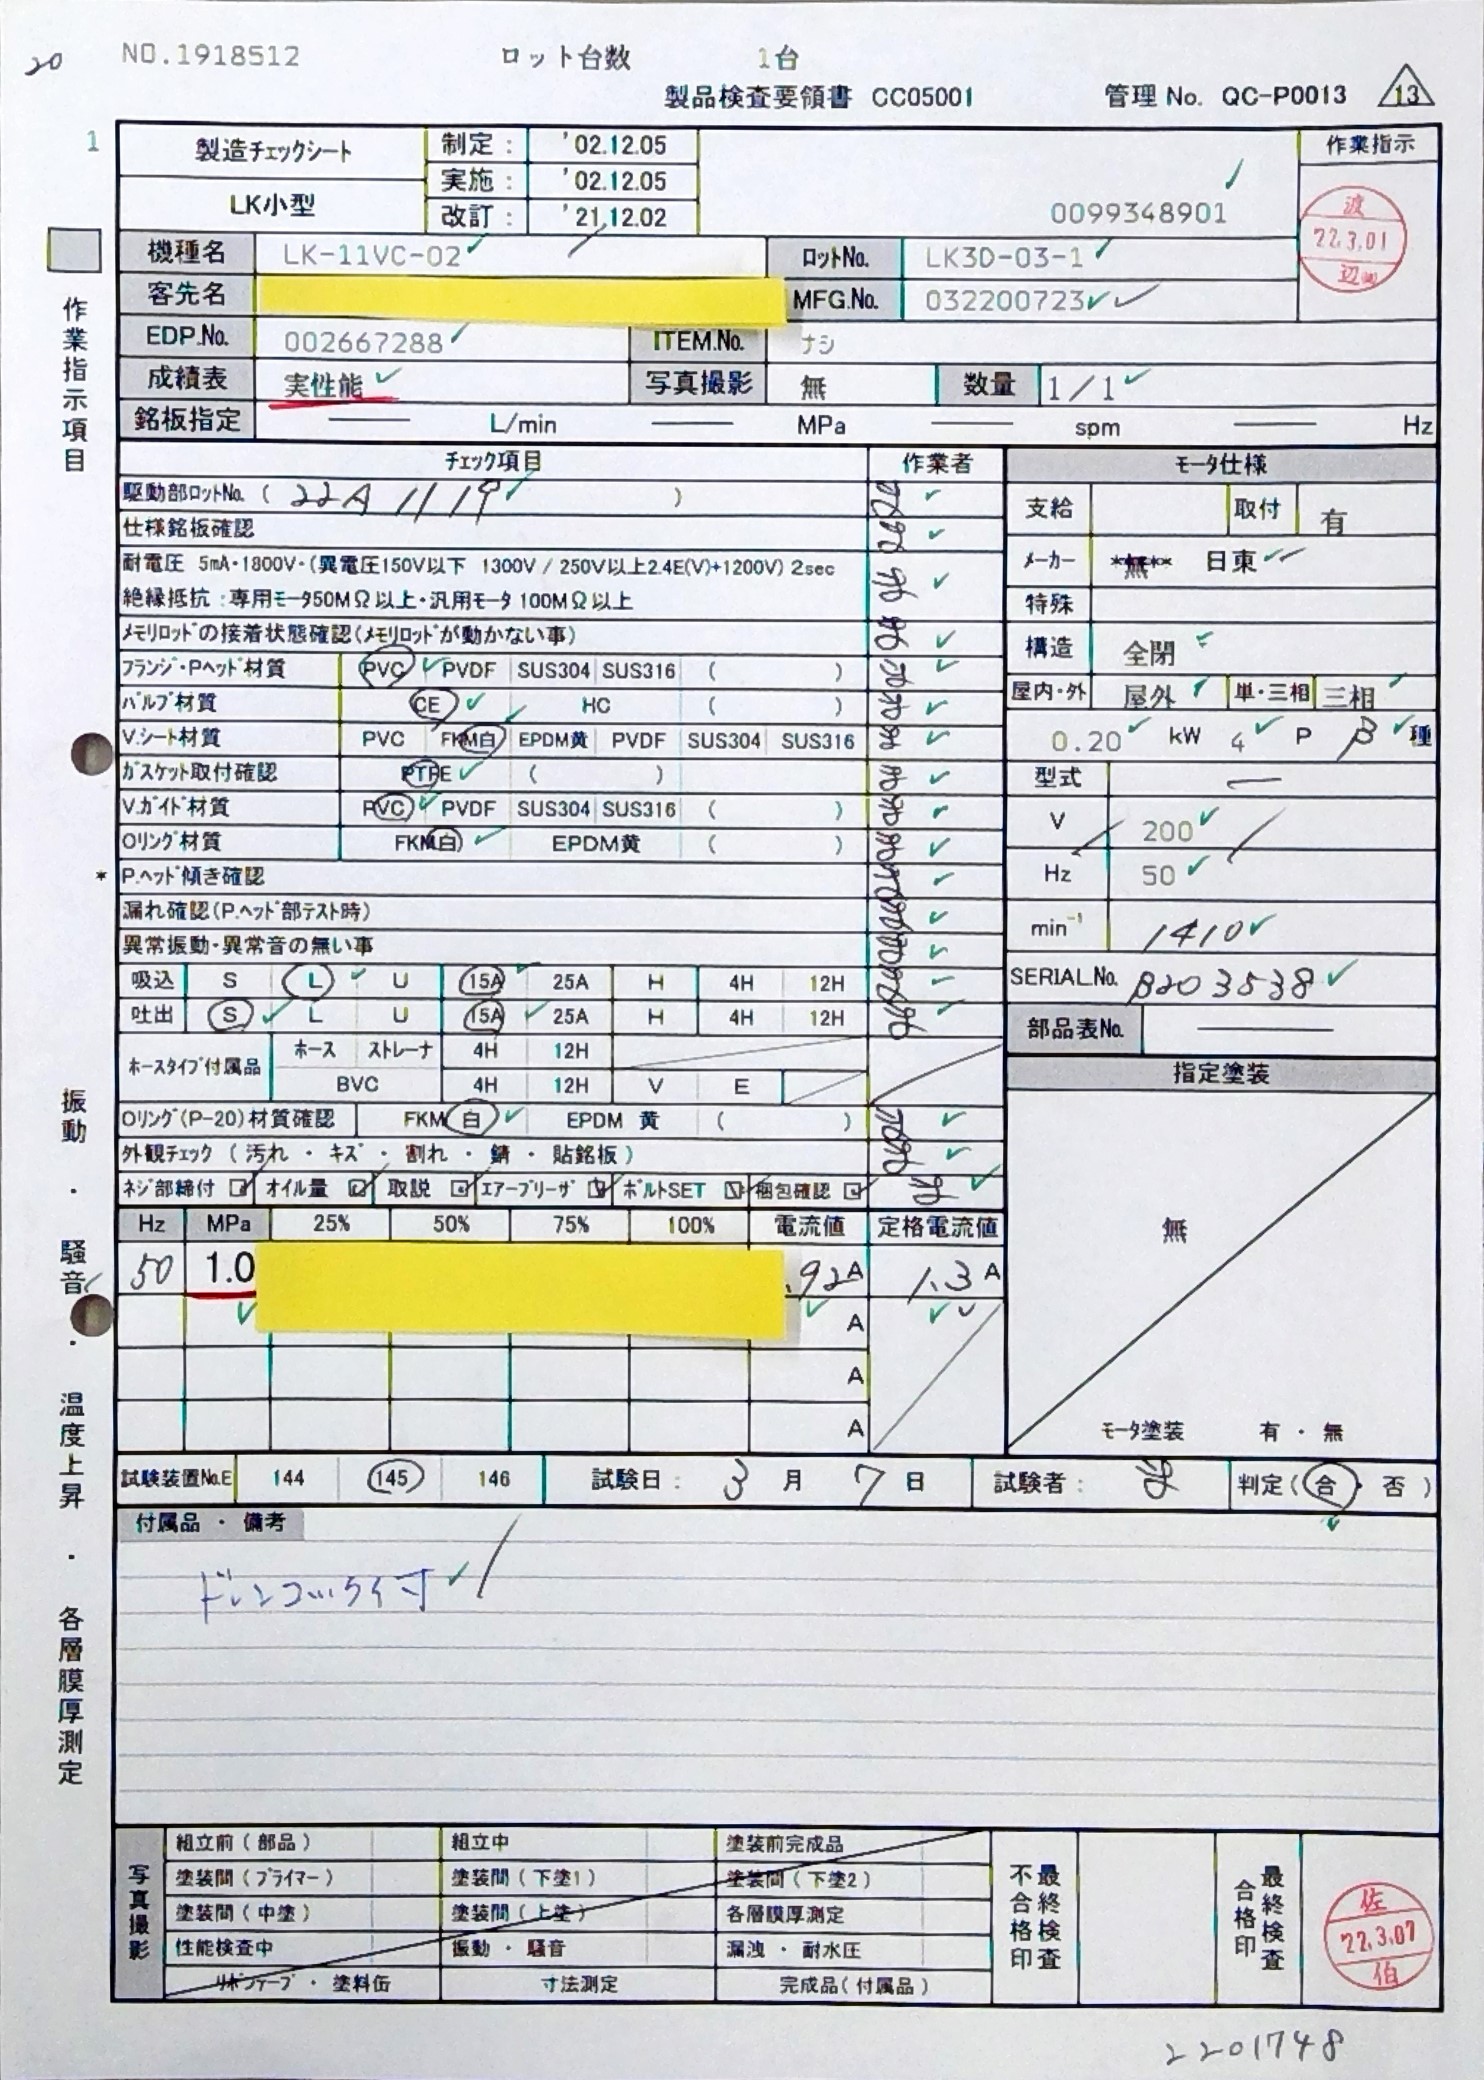 20 NO.1918512 ロット台数 1台
製品検査要領書 CC05001 管理 No. QC-P0013 13
1
製造チェックシート 制定: '02.12.05 作業指示
LK小型 実施: '02.12.05
改訂: '21.12.02 0099348901
渡 22.3.01 辺
機種名 LK-11VC-02 ロットNo. LK3D-03-1
客先名 MFG.No. 032200723
EDP.No. 002667288 ITEM.No. ナシ
成績表 実性能 写真撮影 無 数量 1/1
銘板指定 L/min MPa spm Hz
作業指示項目
チェック項目 作業者
駆動部ロットNo. ( 22A 1119 )
仕様銘板確認
耐電圧 5mA・1800V・(異電圧150V以下 1300V / 250V以上2.4E(V)+1200V) 2sec
絶縁抵抗:専用モータ50MΩ以上・汎用モータ100MΩ以上
メモリロッドの接着状態確認(メモリロッドが動かない事)
フランジ・Pヘッド材質 PVC PVDF SUS304 SUS316 ( )
バルブ材質 CE HC ( )
V.シート材質 PVC FKM白 EPDM黄 PVDF SUS304 SUS316
ガスケット取付確認 PTFE ( )
V.ガイド材質 PVC PVDF SUS304 SUS316 ( )
Oリング材質 FKM白 EPDM黄 ( )
* P.ヘッド傾き確認
漏れ確認(P.ヘッド部テスト時)
異常振動・異常音の無い事
吸込 S L U 15A 25A H 4H 12H
吐出 S L U 15A 25A H 4H 12H
ホースタイプ付属品 ホース ストレーナ 4H 12H
BVC 4H 12H V E
Oリング(P-20)材質確認 FKM 白 EPDM 黄 ( )
外観チェック ( 汚れ ・ キズ ・ 割れ ・ 錆 ・ 貼銘板 )
ネジ部締付 オイル量 取説 エアーブリーザ ボルトSET 梱包確認
モータ仕様
支給 取付 有
メーカー **無** 日東
特殊
構造 全閉
屋内・外 屋外 単・三相 三相
0.20 kW 4 P B 種
型式
V 200
Hz 50
min⁻¹ 1410
SERIAL.No. B203538
部品表No.
指定塗装
無
モータ塗装 有 ・ 無
Hz MPa 25% 50% 75% 100% 電流値 定格電流値
50 1.0 .92A 1.3 A
A
A
A
試験装置No.E 144 145 146 試験日: 3 月 7 日 試験者: 判定( 合 ・ 否 )
振動 ・ 騒音 ・ 温度上昇 ・ 各層膜厚測定
付属品 ・ 備考
ドレンコック付
写真撮影
組立前(部品) 組立中 塗装前完成品
塗装間(プライマー) 塗装間(下塗1) 塗装間(下塗2)
塗装間(中塗) 塗装間(上塗) 各層膜厚測定
性能検査中 振動 ・ 騒音 漏洩 ・ 耐水圧
リボンテープ ・ 塗料缶 寸法測定 完成品(付属品)
最終検査不合格印
最終検査合格印
佐 22.3.07 伯
2201748